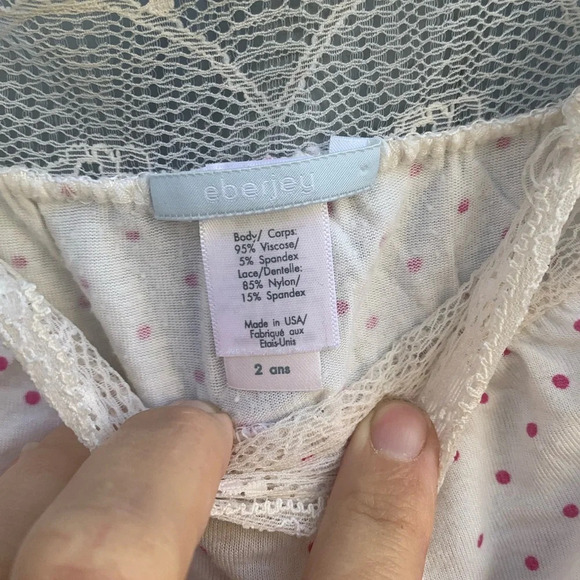 eberjey
Body/ Corps:
95% Viscose/
5% Spandex
Lace/Dentelle:
85% Nylon/
15% Spandex
Made in USA/
Fabriqué aux
Etats-Unis
2 ans